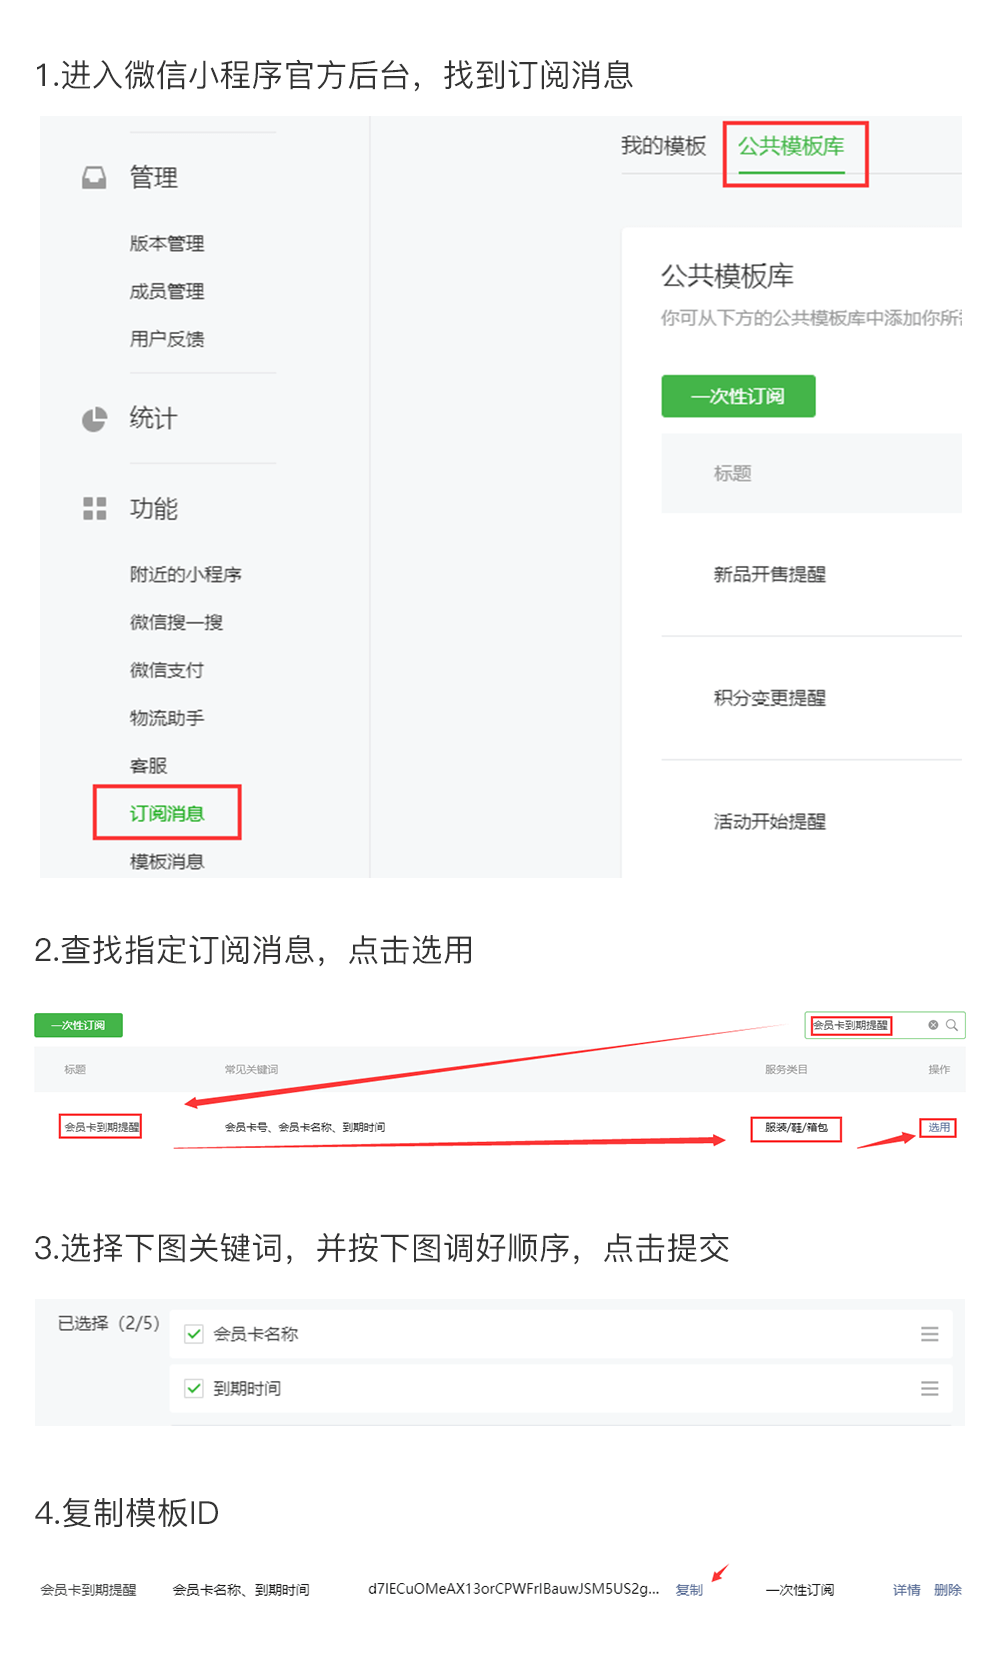 1.进入微信小程序官方后台，找到订阅消息
我的模板 公共模板库
管理
版本管理
成员管理
用户反馈
统计
功能
附近的小程序
微信搜一搜
微信支付
物流助手
客服
订阅消息
模板消息
公共模板库
你可从下方的公共模板库中添加你所
一次性订阅
标题
新品开售提醒
积分变更提醒
活动开始提醒
2.查找指定订阅消息，点击选用
一次性订阅 会员卡到期提醒
标题 常见关键词 服务类目 操作
会员卡到期提醒 会员卡号、会员卡名称、到期时间 服装/鞋/箱包 选用
3.选择下图关键词，并按下图调好顺序，点击提交
已选择（2/5） 会员卡名称
到期时间
4.复制模板ID
会员卡到期提醒 会员卡名称、到期时间 d7IECuOMeAX13orCPWFrIBauwJSM5US2g... 复制 一次性订阅 详情 删除